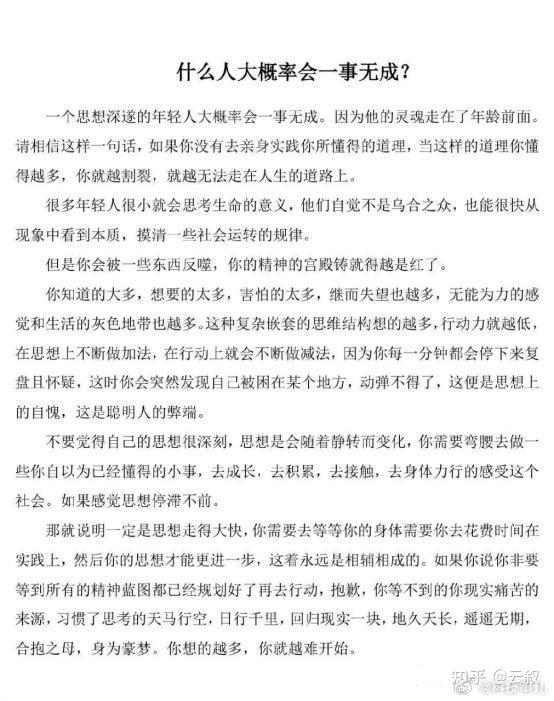 什么人大概率会一事无成？
一个思想深遂的年轻人大概率会一事无成。因为他的灵魂走在了年龄前面。
请相信这样一句话，如果你没有去亲身实践你所懂得的道理，当这样的道理你懂
得越多，你就越割裂，就越无法走在人生的道路上。
很多年轻人很小就会思考生命的意义，他们自觉不是乌合之众，也能很快从
现象中看到本质，摸清一些社会运转的规律。
但是你会被一些东西反噬，你的精神的宫殿铸就得越是红了。
你知道的大多，想要的太多，害怕的太多，继而失望也越多，无能为力的感
觉和生活的灰色地带也越多。这种复杂嵌套的思维结构想的越多，行动力就越低，
在思想上不断做加法，在行动上就会不断做减法，因为你每一分钟都会停下来复
盘且怀疑，这时你会突然发现自己被困在某个地方，动弹不得了，这便是思想上
的自愧，这是聪明人的弊端。
不要觉得自己的思想很深刻，思想是会随着静转而变化，你需要弯腰去做一
些你自以为已经懂得的小事，去成长，去积累，去接触，去身体力行的感受这个
社会。如果感觉思想停滞不前。
那就说明一定是思想走得大快，你需要去等等你的身体需要你去花费时间在
实践上，然后你的思想才能更进一步，这着永远是相辅相成的。如果你说你非要
等到所有的精神蓝图都已经规划好了再去行动，抱歉，你等不到的你现实痛苦的
来源，习惯了思考的天马行空，日行千里，回归现实一块，地久天长，遥遥无期，
合抱之母，身为豪梦。你想的越多，你就越难开始。
知乎 @云叙